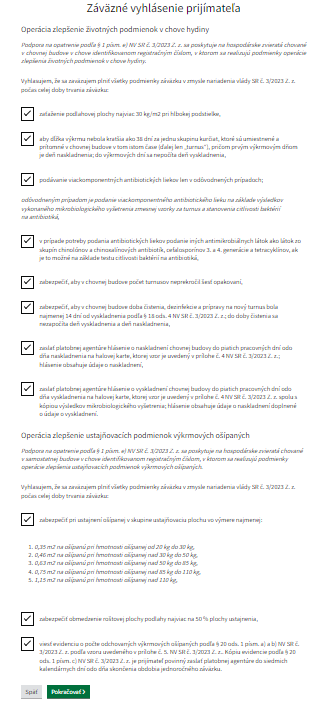 Záväzné vyhlásenie prijímateľa
Operácia zlepšenie životných podmienok v chove hydiny
Podpora na opatrenie podľa § 1 písm. e) NV SR č. 3/2023 Z. z. sa poskytuje na hospodárske zvieratá chované
v chovnej budove v chove identifikovanom registračným číslom, v ktorom sa realizujú podmienky operácie
zlepšenia životných podmienok v chove hydiny.
Vyhlasujem, že sa zaväzujem plniť všetky podmienky záväzku v zmysle nariadenia vlády SR č. 3/2023 Z. z.
počas celej doby trvania záväzku:
zaťaženie podlahovej plochy najviac 30 kg/m2 pri hlbokej podstielke,
aby dĺžka výkrmu nebola kratšia ako 38 dní za jednu skupinu kurčiat, ktoré sú umiestnené a
prítomné v chovnej budove v tom istom čase (ďalej len „turnus"), pričom prvým výkrmovým dňom
je deň naskladnenia; do výkrmových dní sa nepočíta deň vyskladnenia,
podávanie viackomponentných antibiotických liekov len v odôvodnených prípadoch;
odôvodneným prípadom je podanie viackomponentného antibiotického lieku na základe výsledkov
vykonaného mikrobiologického vyšetrenia zmesnej vzorky za turnus a stanovenia citlivosti baktérií
na antibiotiká,
v prípade potreby podania antibiotických liekov podanie iných antimikrobiálnych látok ako látok zo
skupín chinolónov a chinoxalínových antibiotík, cefalosporínov 3. a 4. generácie a tetracyklínov, ak
je to možné na základe testu citlivosti baktérií na antibiotiká,
zabezpečiť, aby v chovnej budove počet turnusov neprekročil šesť opakovaní,
zabezpečiť, aby v chovnej budove doba čistenia, dezinfekcie a prípravy na nový turnus bola
najmenej 14 dní od vyskladnenia podľa § 18 ods. 4 NV SR č. 3/2023 Z. z.; do doby čistenia sa
nezapočíta deň vyskladnenia a deň naskladnenia,
zaslať platobnej agentúre hlásenie o naskladnení chovnej budovy do piatich pracovných dní odo
dňa naskladnenia na halovej karte, ktorej vzor je uvedený v prílohe č. 4 NV SR č. 3/2023 Z. z.;
hlásenie obsahuje údaje o naskladnení,
zaslať platobnej agentúre hlásenie o vyskladnení chovnej budovy do piatich pracovných dní odo
dňa vyskladnenia na halovej karte, ktorej vzor je uvedený v prílohe č. 4 NV SR č. 3/2023 Z. z. spolu s
kópiou výsledkov mikrobiologického vyšetrenia; hlásenie obsahuje údaje o naskladnení doplnené
o údaje o vyskladnení.
Operácia zlepšenie ustajňovacích podmienok výkrmových ošípaných
Podpora na opatrenie podľa § 1 písm. e) NV SR č. 3/2023 Z. z. sa poskytuje na hospodárske zvieratá chované
v samostatnej budove v chove identifikovanom registračným číslom, v ktorom sa realizujú podmienky
operácie zlepšenia ustajňovacích podmienok výkrmových ošípaných.
Vyhlasujem, že sa zaväzujem plniť všetky podmienky záväzku v zmysle nariadenia vlády SR č. 3/2023 Z. z.
počas celej doby trvania záväzku:
zabezpečiť pri ustajnení ošípanej v skupine ustajňovaciu plochu vo výmere najmenej:
1. 0,35 m2 na ošípanú pri hmotnosti ošípanej od 20 kg do 30 kg,
2. 0,46 m2 na ošípanú pri hmotnosti ošípanej nad 30 kg do 50 kg,
3. 0,63 m2 na ošípanú pri hmotnosti ošípanej nad 50 kg do 85 kg,
4. 0,75 m2 na ošípanú pri hmotnosti ošípanej nad 85 kg do 110 kg,
5. 1,15 m2 na ošípanú pri hmotnosti ošípanej nad 110 kg,
zabezpečiť obmedzenie roštovej plochy podlahy najviac na 50 % plochy ustajnenia,
viesť evidenciu o počte odchovaných výkrmových ošípaných podľa § 20 ods. 1 písm. a) a b) NV SR č.
3/2023 Z. z. podľa vzoru uvedeného v prílohe č. 5. NV SR č. 3/2023 Z. z.. Kópiu evidencie podľa § 20
ods. 1 písm. c) NV SR č. 3/2023 Z. z. je prijímateľ povinný zaslať platobnej agentúre do siedmich
kalendárnych dní odo dňa skončenia obdobia jednoročného záväzku.
Späť Pokračovať >